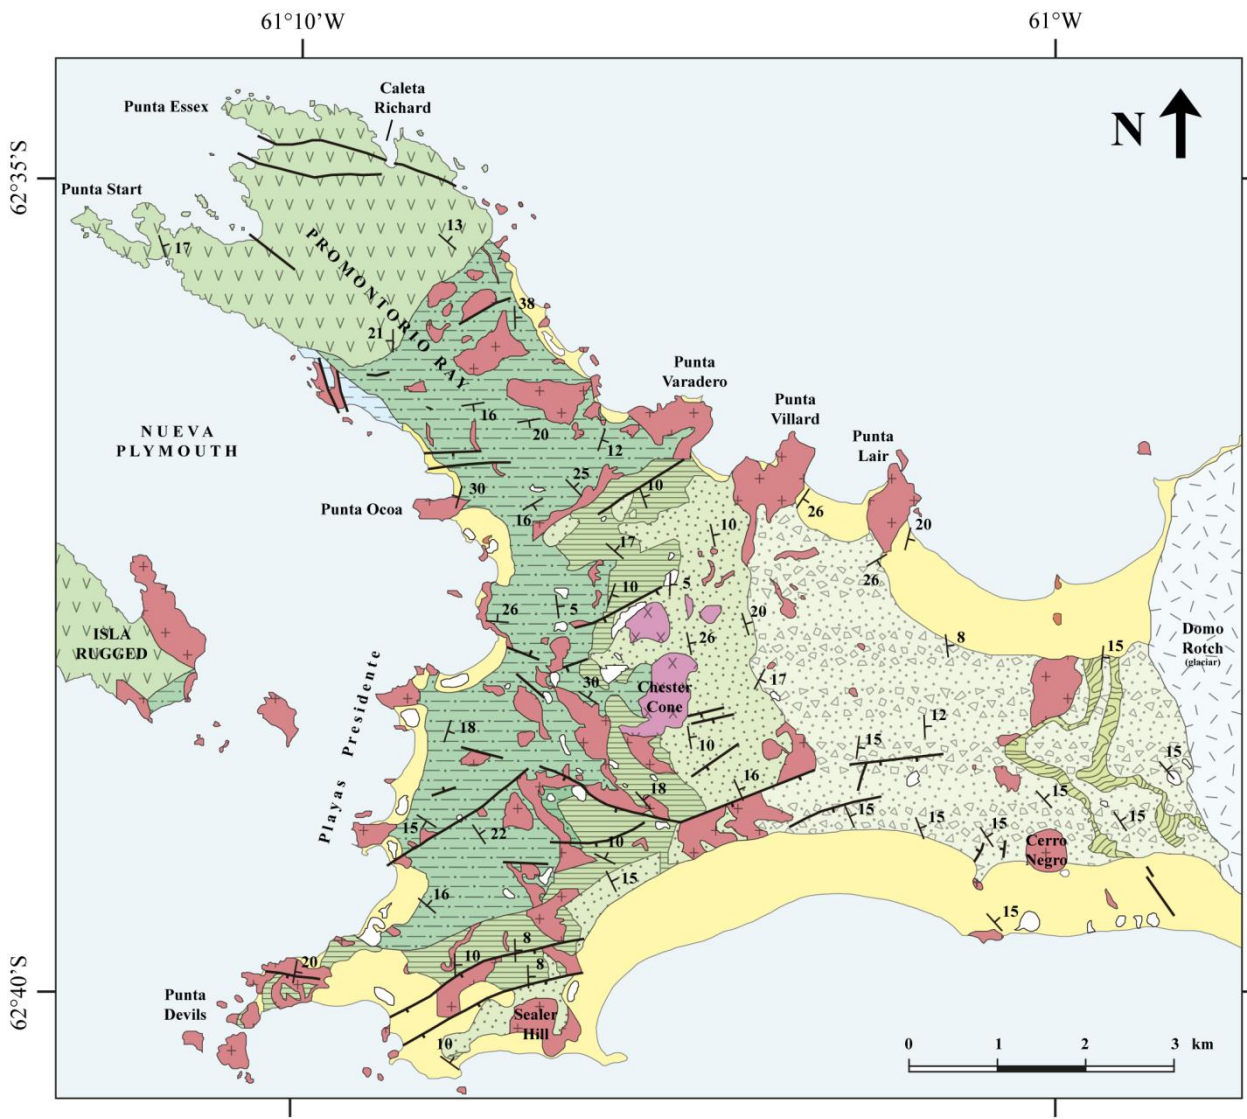 61°10'W
61°W
62°35'S
62°40'S
N
Punta Essex
Caleta
Richard
Punta Start
17
13
PROMONTORIO RAY
21
38
NUEVA
PLYMOUTH
16
20
12
Punta
Varadero
Punta
Villard
Punta
Lair
Punta Ocoa
30
25
16
10
10
26
20
26
17
10
5
5
26
26
20
8
15
Domo
Rotch
(glaciar)
ISLA
RUGGED
Playas Presidente
30
Chester
Cone
17
18
10
12
15
15
16
18
15
15
22
15
15
15
15
10
15
Cerro
Negro
16
15
8
10
8
20
Punta
Devils
Sealer
Hill
10
0
1
2
3
km